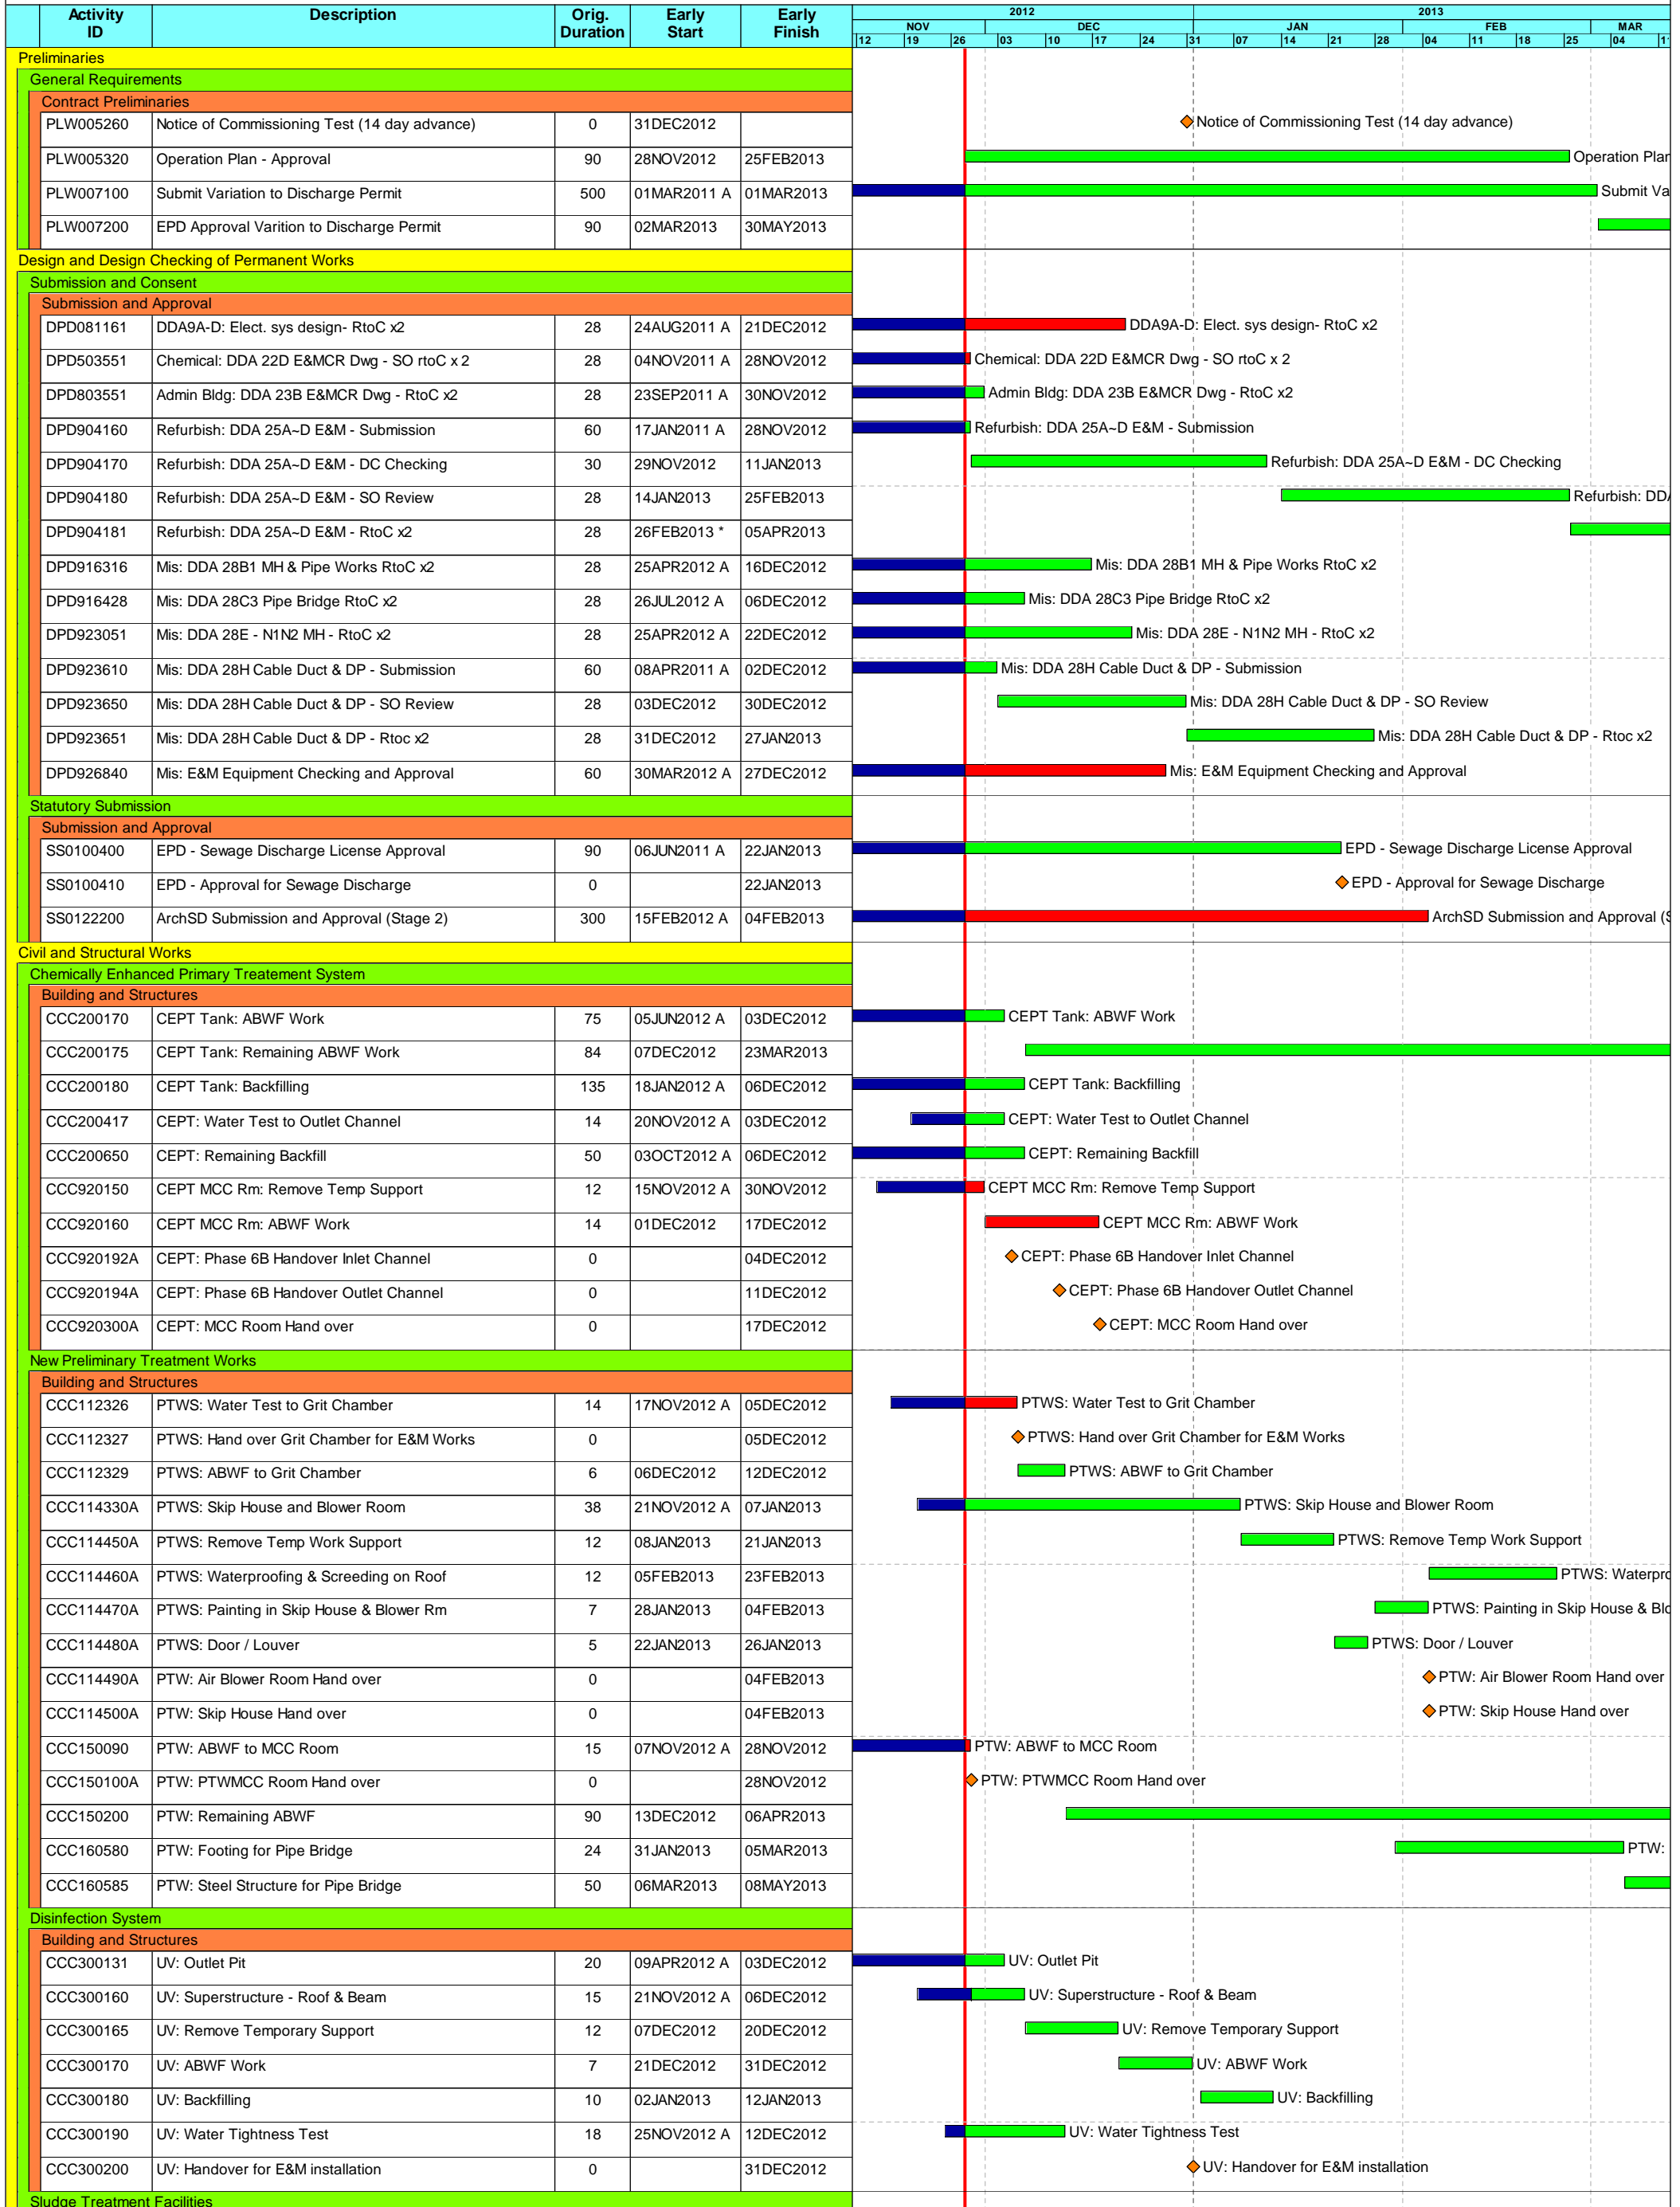 Activity ID Description Orig. Duration Early Start Early Finish 2012 2013
NOV DEC JAN FEB MAR
12 19 26 03 10 17 24 31 07 14 21 28 04 11 18 25 04 11
Preliminaries
General Requirements
Contract Preliminaries
PLW005260 Notice of Commissioning Test (14 day advance) 0 31DEC2012 Notice of Commissioning Test (14 day advance)
PLW005320 Operation Plan - Approval 90 28NOV2012 25FEB2013 Operation Plan
PLW007100 Submit Variation to Discharge Permit 500 01MAR2011 A 01MAR2013 Submit Va
PLW007200 EPD Approval Varition to Discharge Permit 90 02MAR2013 30MAY2013
Design and Design Checking of Permanent Works
Submission and Consent
Submission and Approval
DPD081161 DDA9A-D: Elect. sys design- RtoC x2 28 24AUG2011 A 21DEC2012 DDA9A-D: Elect. sys design- RtoC x2
DPD503551 Chemical: DDA 22D E&MCR Dwg - SO rtoC x 2 28 04NOV2011 A 28NOV2012 Chemical: DDA 22D E&MCR Dwg - SO rtoC x 2
DPD803551 Admin Bldg: DDA 23B E&MCR Dwg - RtoC x2 28 23SEP2011 A 30NOV2012 Admin Bldg: DDA 23B E&MCR Dwg - RtoC x2
DPD904160 Refurbish: DDA 25A~D E&M - Submission 60 17JAN2011 A 28NOV2012 Refurbish: DDA 25A~D E&M - Submission
DPD904170 Refurbish: DDA 25A~D E&M - DC Checking 30 29NOV2012 11JAN2013 Refurbish: DDA 25A~D E&M - DC Checking
DPD904180 Refurbish: DDA 25A~D E&M - SO Review 28 14JAN2013 25FEB2013 Refurbish: DDA
DPD904181 Refurbish: DDA 25A~D E&M - RtoC x2 28 26FEB2013 * 05APR2013
DPD916316 Mis: DDA 28B1 MH & Pipe Works RtoC x2 28 25APR2012 A 16DEC2012 Mis: DDA 28B1 MH & Pipe Works RtoC x2
DPD916428 Mis: DDA 28C3 Pipe Bridge RtoC x2 28 26JUL2012 A 06DEC2012 Mis: DDA 28C3 Pipe Bridge RtoC x2
DPD923051 Mis: DDA 28E - N1N2 MH - RtoC x2 28 25APR2012 A 22DEC2012 Mis: DDA 28E - N1N2 MH - RtoC x2
DPD923610 Mis: DDA 28H Cable Duct & DP - Submission 60 08APR2011 A 02DEC2012 Mis: DDA 28H Cable Duct & DP - Submission
DPD923650 Mis: DDA 28H Cable Duct & DP - SO Review 28 03DEC2012 30DEC2012 Mis: DDA 28H Cable Duct & DP - SO Review
DPD923651 Mis: DDA 28H Cable Duct & DP - Rtoc x2 28 31DEC2012 27JAN2013 Mis: DDA 28H Cable Duct & DP - Rtoc x2
DPD926840 Mis: E&M Equipment Checking and Approval 60 30MAR2012 A 27DEC2012 Mis: E&M Equipment Checking and Approval
Statutory Submission
Submission and Approval
SS0100400 EPD - Sewage Discharge License Approval 90 06JUN2011 A 22JAN2013 EPD - Sewage Discharge License Approval
SS0100410 EPD - Approval for Sewage Discharge 0 22JAN2013 EPD - Approval for Sewage Discharge
SS0122200 ArchSD Submission and Approval (Stage 2) 300 15FEB2012 A 04FEB2013 ArchSD Submission and Approval (S
Civil and Structural Works
Chemically Enhanced Primary Treatement System
Building and Structures
CCC200170 CEPT Tank: ABWF Work 75 05JUN2012 A 03DEC2012 CEPT Tank: ABWF Work
CCC200175 CEPT Tank: Remaining ABWF Work 84 07DEC2012 23MAR2013
CCC200180 CEPT Tank: Backfilling 135 18JAN2012 A 06DEC2012 CEPT Tank: Backfilling
CCC200417 CEPT: Water Test to Outlet Channel 14 20NOV2012 A 03DEC2012 CEPT: Water Test to Outlet Channel
CCC200650 CEPT: Remaining Backfill 50 03OCT2012 A 06DEC2012 CEPT: Remaining Backfill
CCC920150 CEPT MCC Rm: Remove Temp Support 12 15NOV2012 A 30NOV2012 CEPT MCC Rm: Remove Temp Support
CCC920160 CEPT MCC Rm: ABWF Work 14 01DEC2012 17DEC2012 CEPT MCC Rm: ABWF Work
CCC920192A CEPT: Phase 6B Handover Inlet Channel 0 04DEC2012 CEPT: Phase 6B Handover Inlet Channel
CCC920194A CEPT: Phase 6B Handover Outlet Channel 0 11DEC2012 CEPT: Phase 6B Handover Outlet Channel
CCC920300A CEPT: MCC Room Hand over 0 17DEC2012 CEPT: MCC Room Hand over
New Preliminary Treatment Works
Building and Structures
CCC112326 PTWS: Water Test to Grit Chamber 14 17NOV2012 A 05DEC2012 PTWS: Water Test to Grit Chamber
CCC112327 PTWS: Hand over Grit Chamber for E&M Works 0 05DEC2012 PTWS: Hand over Grit Chamber for E&M Works
CCC112329 PTWS: ABWF to Grit Chamber 6 06DEC2012 12DEC2012 PTWS: ABWF to Grit Chamber
CCC114330A PTWS: Skip House and Blower Room 38 21NOV2012 A 07JAN2013 PTWS: Skip House and Blower Room
CCC114450A PTWS: Remove Temp Work Support 12 08JAN2013 21JAN2013 PTWS: Remove Temp Work Support
CCC114460A PTWS: Waterproofing & Screeding on Roof 12 05FEB2013 23FEB2013 PTWS: Waterpro
CCC114470A PTWS: Painting in Skip House & Blower Rm 7 28JAN2013 04FEB2013 PTWS: Painting in Skip House & Blo
CCC114480A PTWS: Door / Louver 5 22JAN2013 26JAN2013 PTWS: Door / Louver
CCC114490A PTW: Air Blower Room Hand over 0 04FEB2013 PTW: Air Blower Room Hand over
CCC114500A PTW: Skip House Hand over 0 04FEB2013 PTW: Skip House Hand over
CCC150090 PTW: ABWF to MCC Room 15 07NOV2012 A 28NOV2012 PTW: ABWF to MCC Room
CCC150100A PTW: PTWMCC Room Hand over 0 28NOV2012 PTW: PTWMCC Room Hand over
CCC150200 PTW: Remaining ABWF 90 13DEC2012 06APR2013
CCC160580 PTW: Footing for Pipe Bridge 24 31JAN2013 05MAR2013 PTW:
CCC160585 PTW: Steel Structure for Pipe Bridge 50 06MAR2013 08MAY2013
Disinfection System
Building and Structures
CCC300131 UV: Outlet Pit 20 09APR2012 A 03DEC2012 UV: Outlet Pit
CCC300160 UV: Superstructure - Roof & Beam 15 21NOV2012 A 06DEC2012 UV: Superstructure - Roof & Beam
CCC300165 UV: Remove Temporary Support 12 07DEC2012 20DEC2012 UV: Remove Temporary Support
CCC300170 UV: ABWF Work 7 21DEC2012 31DEC2012 UV: ABWF Work
CCC300180 UV: Backfilling 10 02JAN2013 12JAN2013 UV: Backfilling
CCC300190 UV: Water Tightness Test 18 25NOV2012 A 12DEC2012 UV: Water Tightness Test
CCC300200 UV: Handover for E&M installation 0 31DEC2012 UV: Handover for E&M installation
Sludge Treatment Facilities